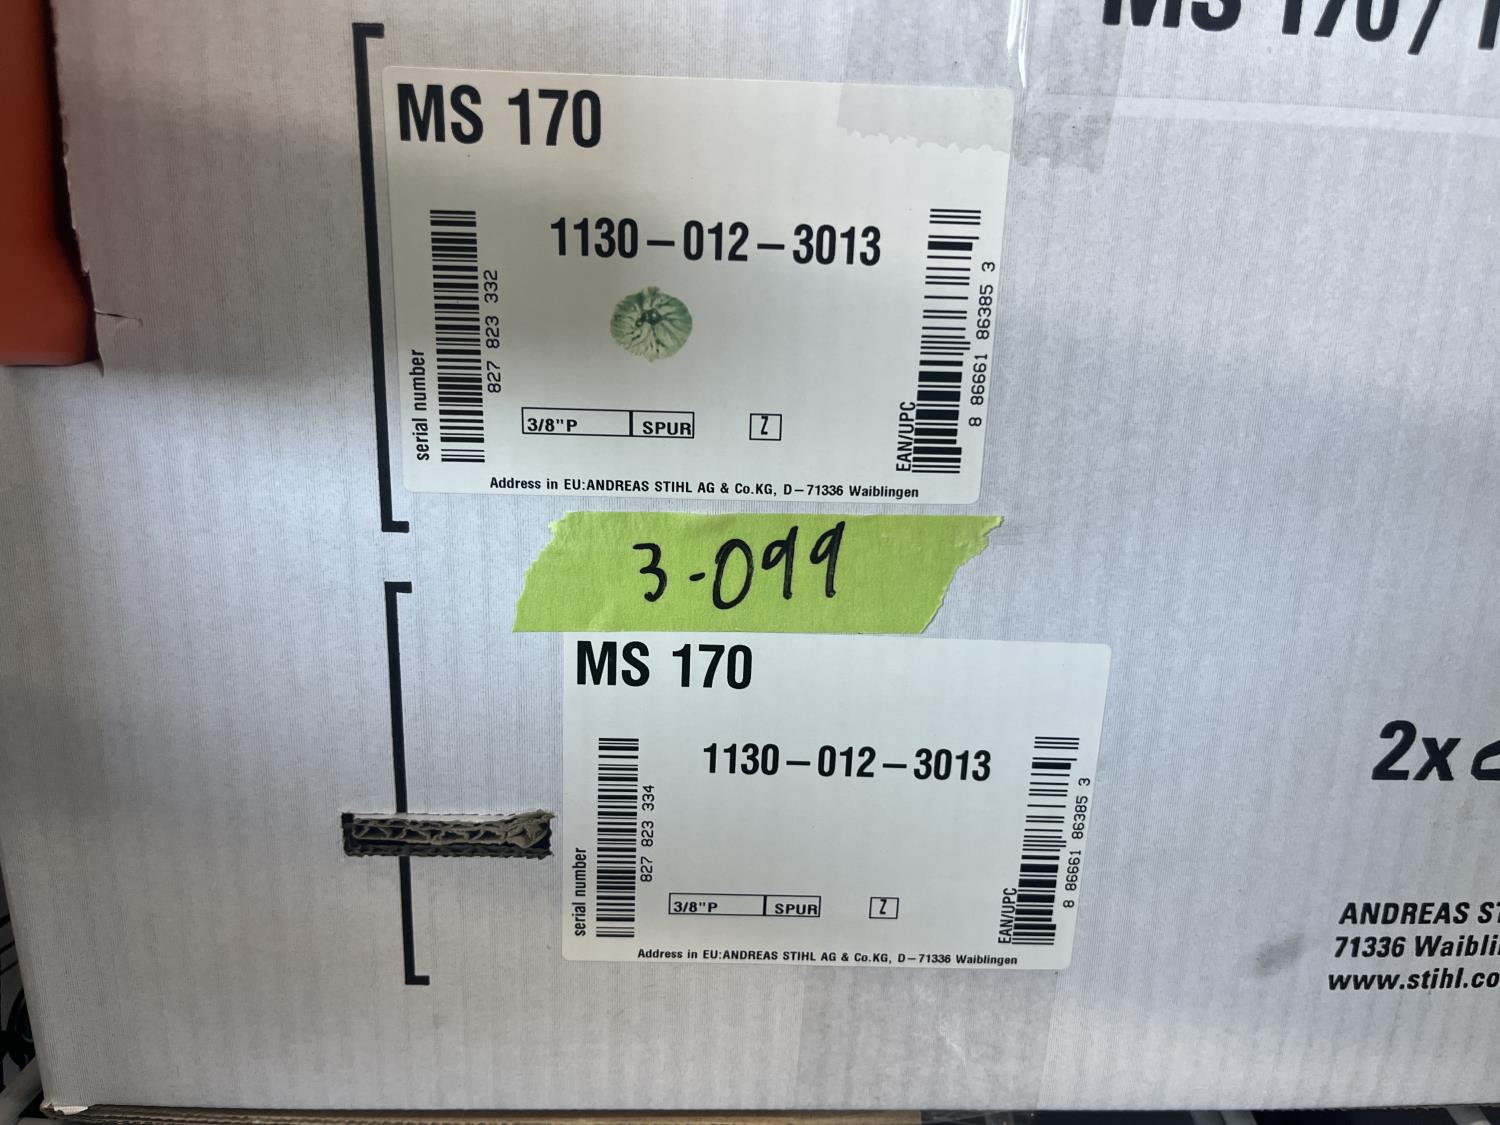 MS 170 /
MS 170
1130-012-3013
serial number
827 823 332
3/8"P SPUR Z
EAN/UPC
8 86661 86385 3
Address in EU:ANDREAS STIHL AG & Co.KG, D-71336 Waiblingen
3-099
MS 170
1130-012-3013
serial number
827 823 334
3/8"P SPUR Z
EAN/UPC
8 86661 86385 3
Address in EU:ANDREAS STIHL AG & Co.KG, D-71336 Waiblingen
2x
ANDREAS ST
71336 Waibli
www.stihl.co